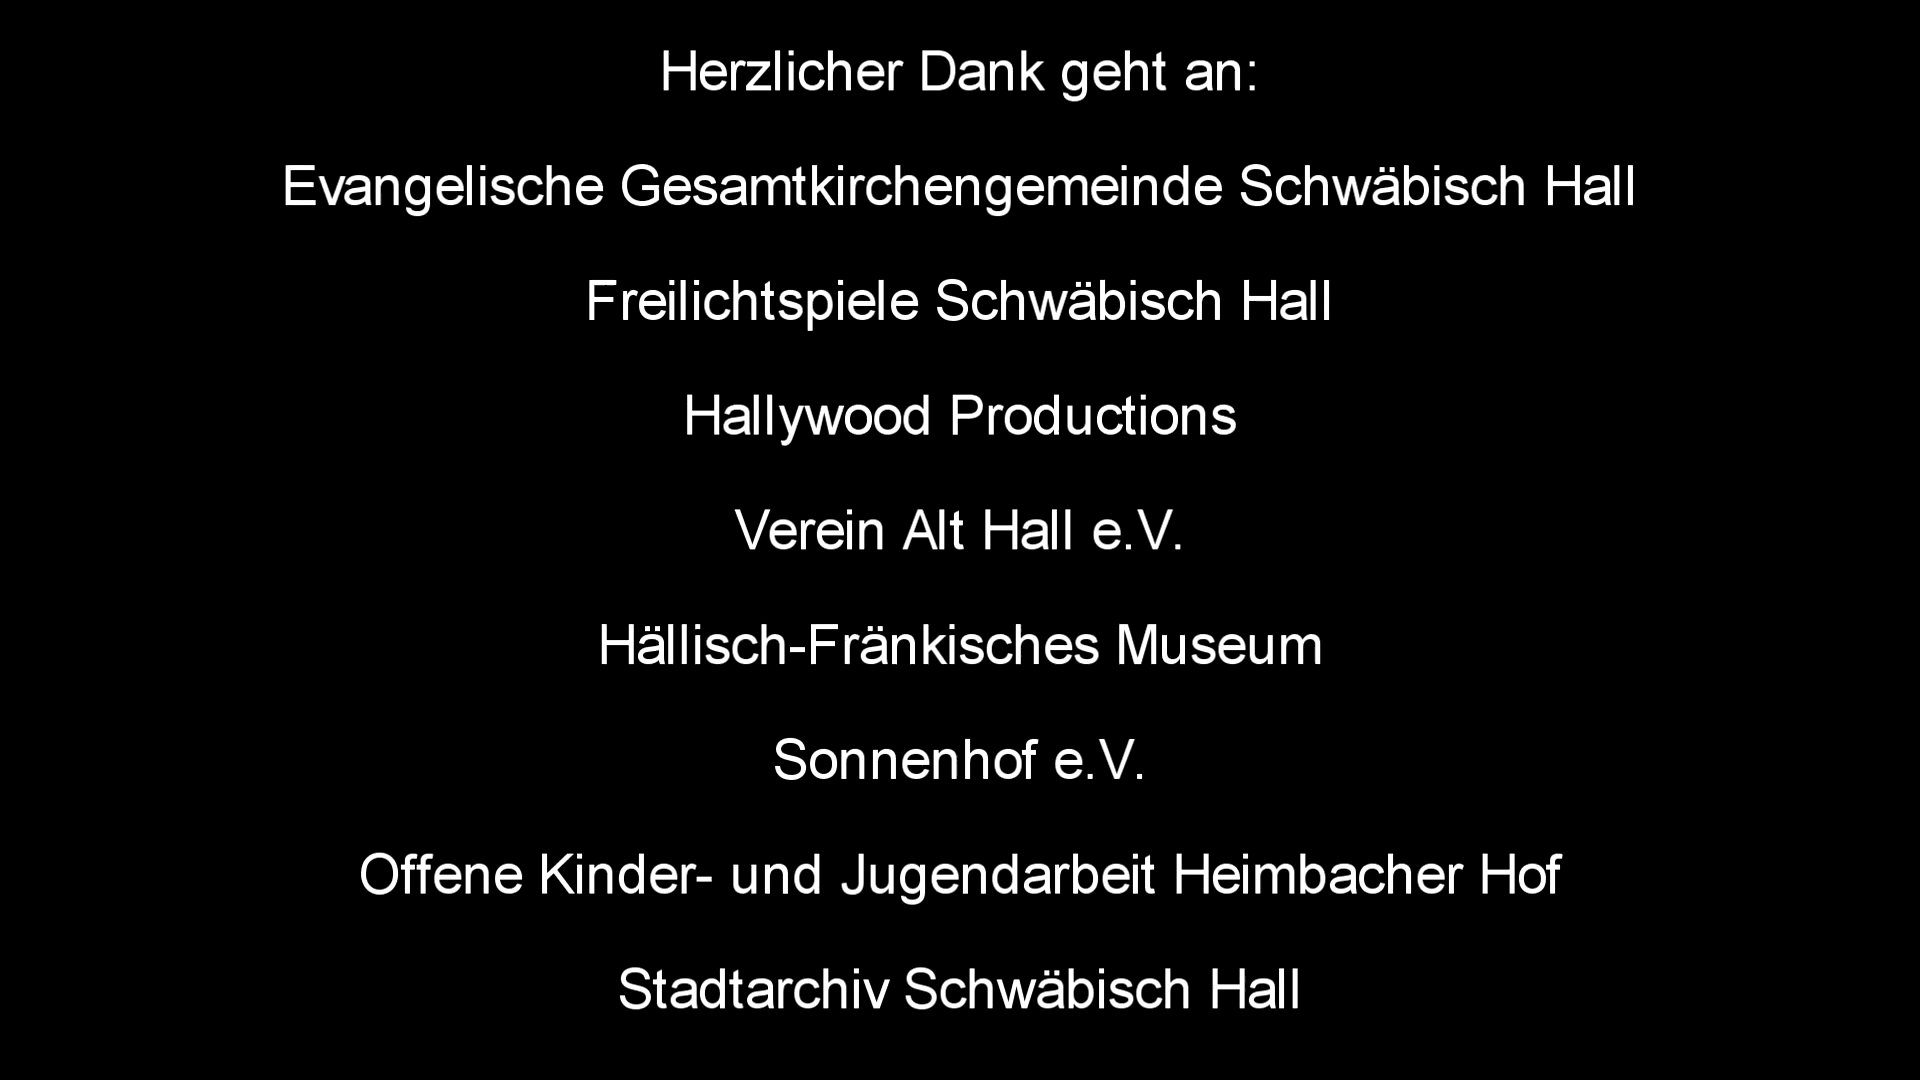 Herzlicher Dank geht an:
Evangelische Gesamtkirchengemeinde Schwäbisch Hall
Freilichtspiele Schwäbisch Hall
Hallywood Productions
Verein Alt Hall e.V.
Hällisch-Fränkisches Museum
Sonnenhof e.V.
Offene Kinder- und Jugendarbeit Heimbacher Hof
Stadtarchiv Schwäbisch Hall